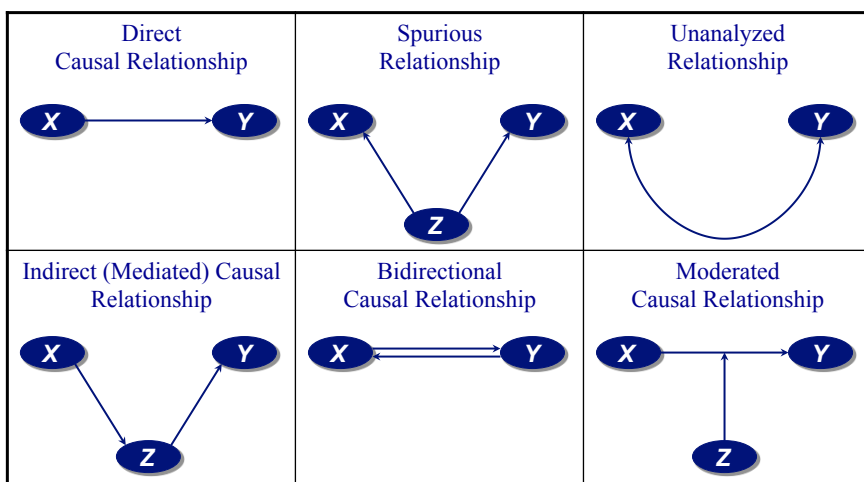 Direct
Causal Relationship
X
Y
Spurious
Relationship
X
Y
Z
Unanalyzed
Relationship
X
Y
Indirect (Mediated) Causal
Relationship
X
Y
Z
Bidirectional
Causal Relationship
X
Y
Moderated
Causal Relationship
X
Y
Z